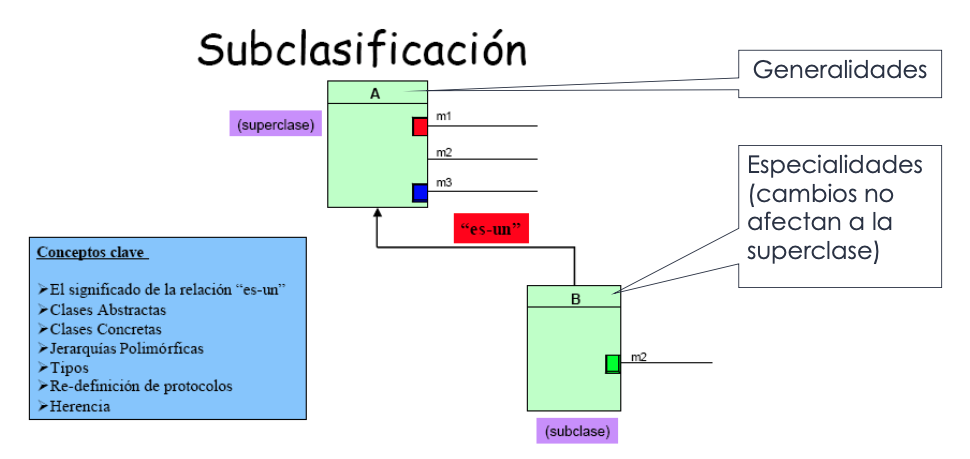 Subclasificación
Generalidades
A
(superclase)
m1
m2
m3
Especialidades
(cambios no
afectan a la
superclase)
“es-un”
Conceptos clave
➢El significado de la relación “es-un”
➢Clases Abstractas
➢Clases Concretas
➢Jerarquías Polimórficas
➢Tipos
➢Re-definición de protocolos
➢Herencia
B
m2
(subclase)